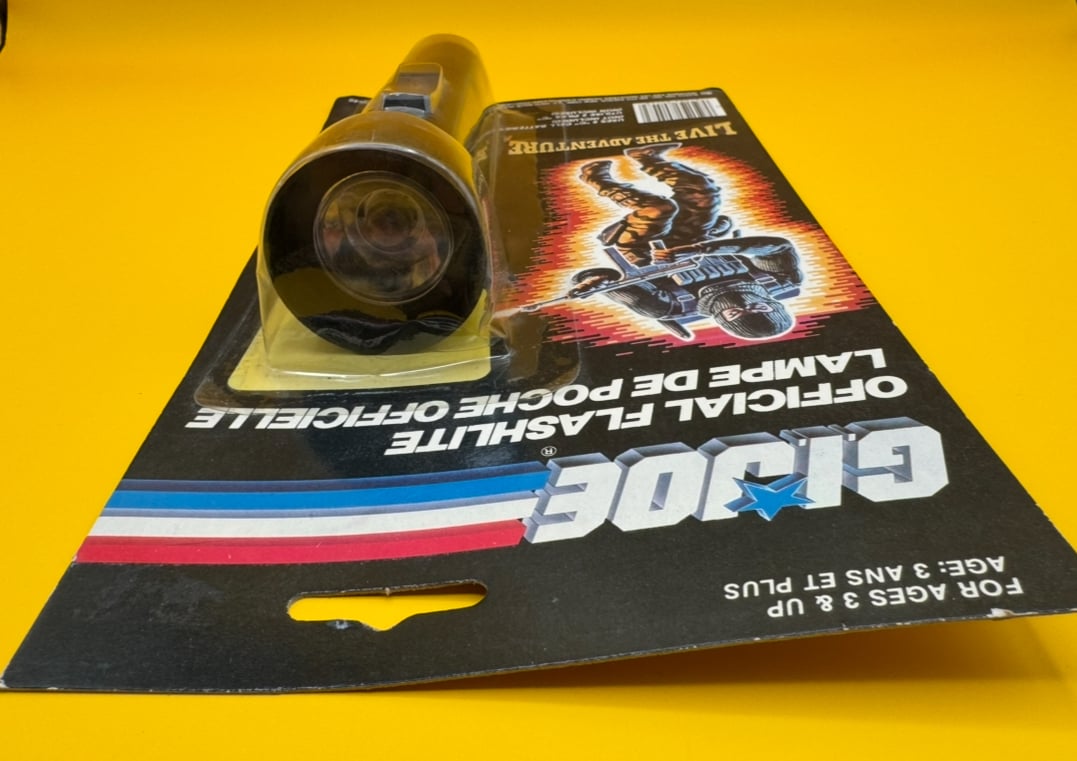 FOR AGES 3 & UP
AGE: 3 ANS ET PLUS
G.I.JOE®
OFFICIAL FLASHLITE
LAMPE DE POCHE OFFICIELLE
LIVE THE ADVENTURE